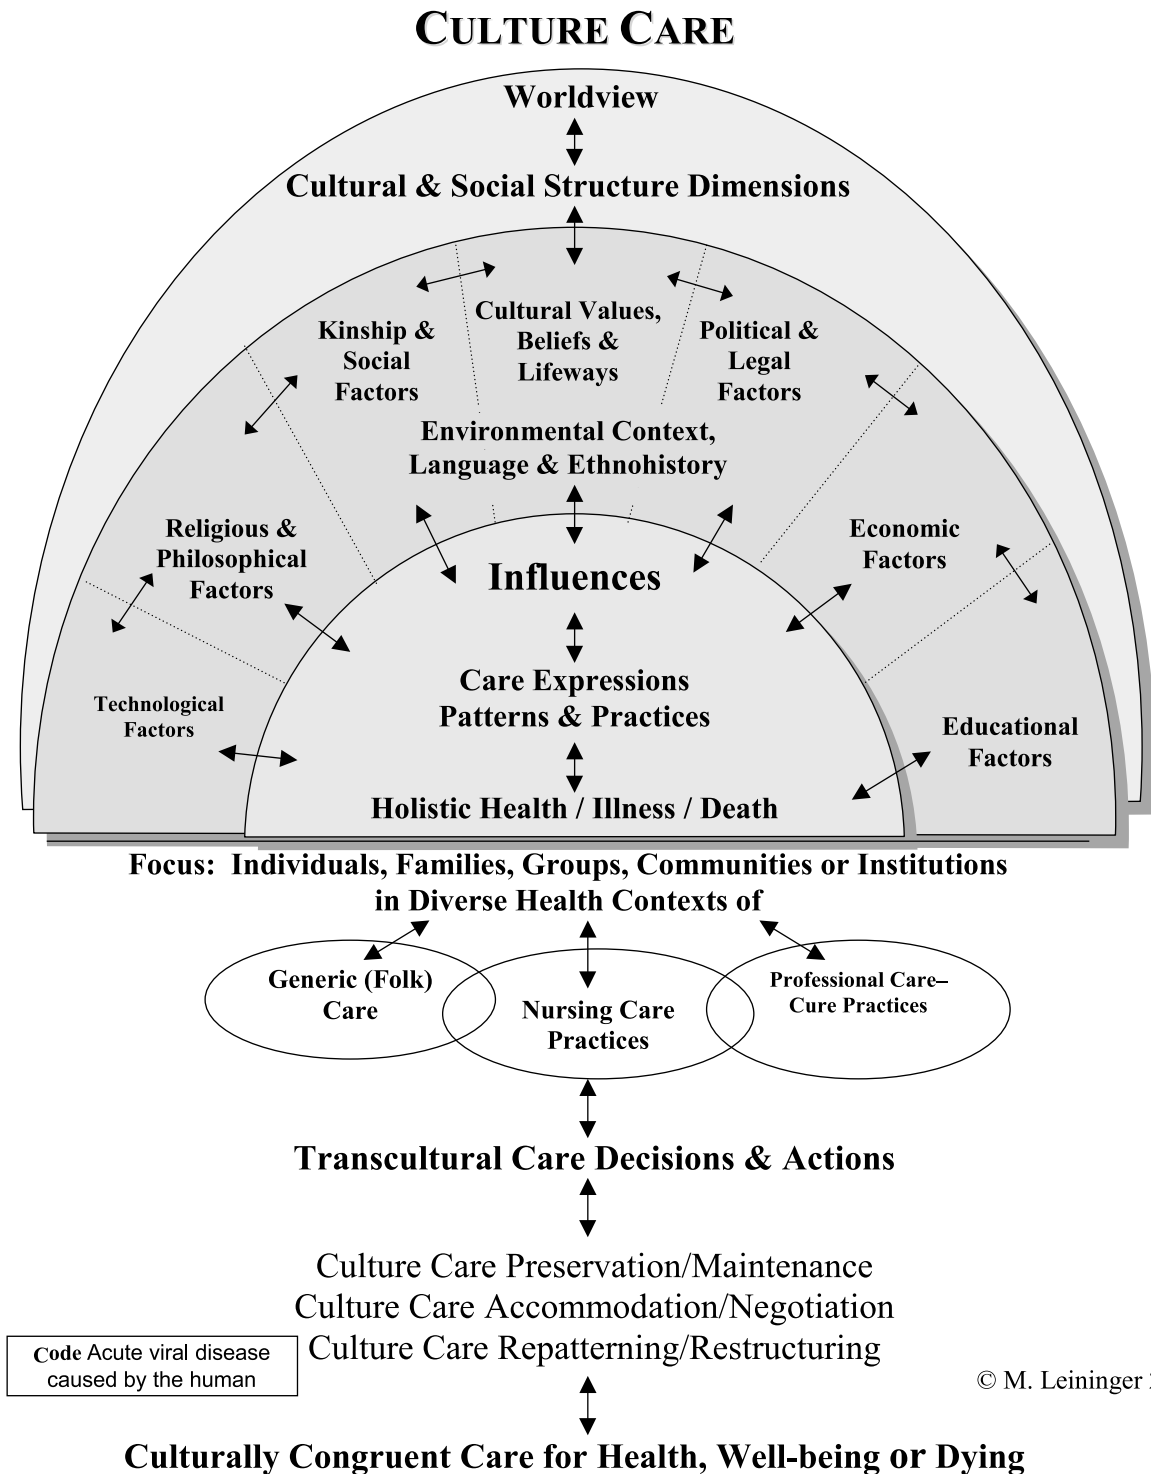 CULTURE CARE
Worldview
Cultural & Social Structure Dimensions
Kinship &
Social
Factors
Cultural Values,
Beliefs &
Lifeways
Political &
Legal
Factors
Environmental Context,
Language & Ethnohistory
Religious &
Philosophical
Factors
Economic
Factors
Technological
Factors
Educational
Factors
Influences
Care Expressions
Patterns & Practices
Holistic Health / Illness / Death
Focus: Individuals, Families, Groups, Communities or Institutions
in Diverse Health Contexts of
Generic (Folk)
Care
Nursing Care
Practices
Professional Care–
Cure Practices
Transcultural Care Decisions & Actions
Culture Care Preservation/Maintenance
Culture Care Accommodation/Negotiation
Culture Care Repatterning/Restructuring
Code Acute viral disease
caused by the human
© M. Leininger
Culturally Congruent Care for Health, Well-being or Dying